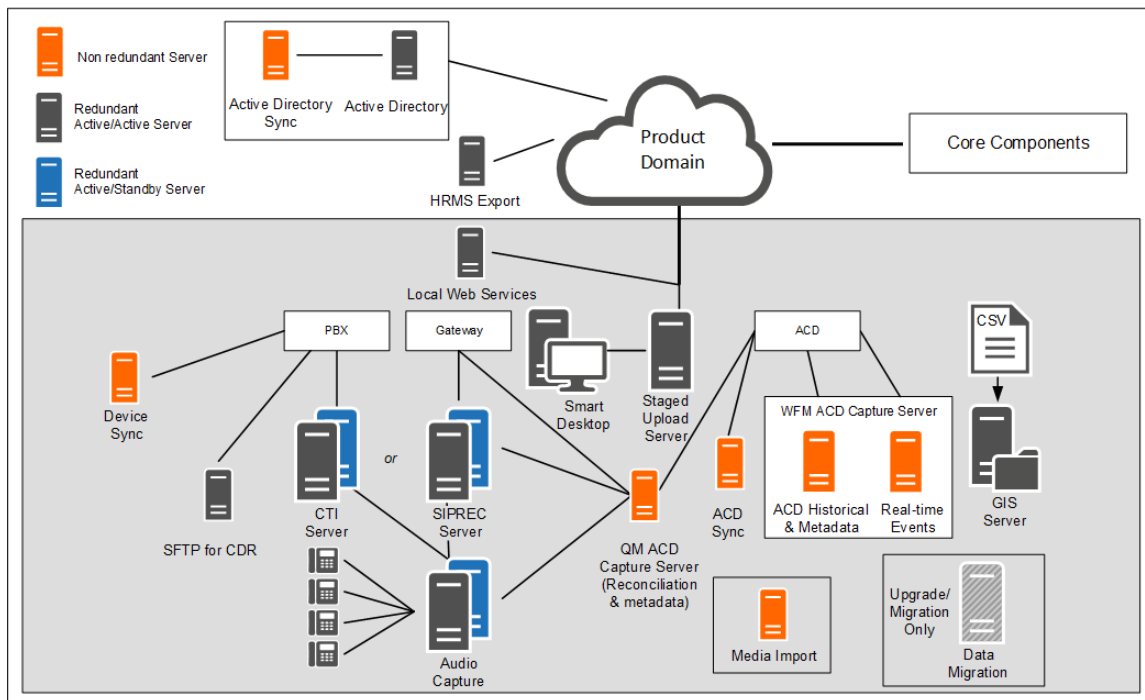 Non redundant Server
Redundant
Active/Active Server
Redundant
Active/Standby Server
Active Directory
Sync
Active Directory
HRMS Export
Product
Domain
Core Components
Local Web Services
PBX
Gateway
ACD
CSV
Device
Sync
SFTP for CDR
CTI
Server
or
SIPREC
Server
Smart
Desktop
Staged
Upload
Server
QM ACD
Capture Server
(Reconciliation
& metadata)
ACD
Sync
WFM ACD Capture Server
ACD Historical
& Metadata
Real-time
Events
GIS
Server
Audio
Capture
Media Import
Upgrade/
Migration
Only
Data
Migration